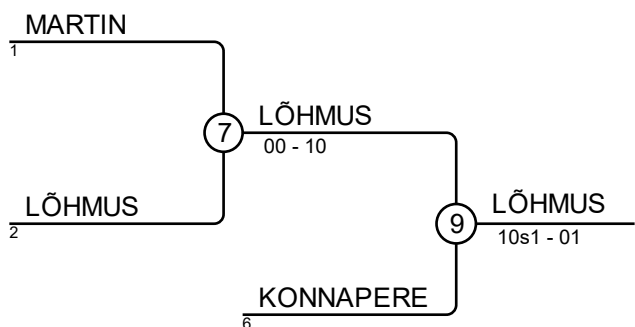 MARTIN
1
7
LÕHMUS
00 - 10
LÕHMUS
2
9
LÕHMUS
10s1 - 01
KONNAPERE
6